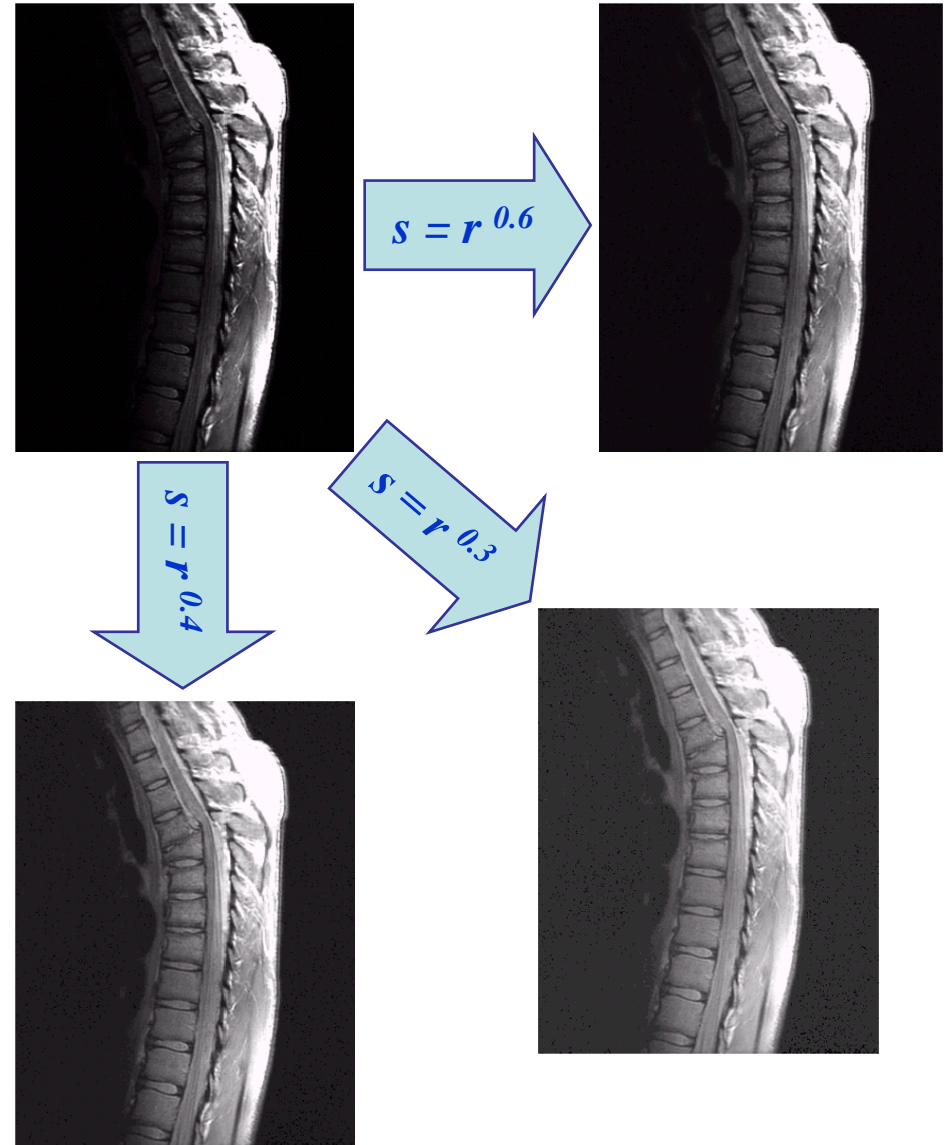 s = r 0.6
s = r 0.3
s = r 0.4